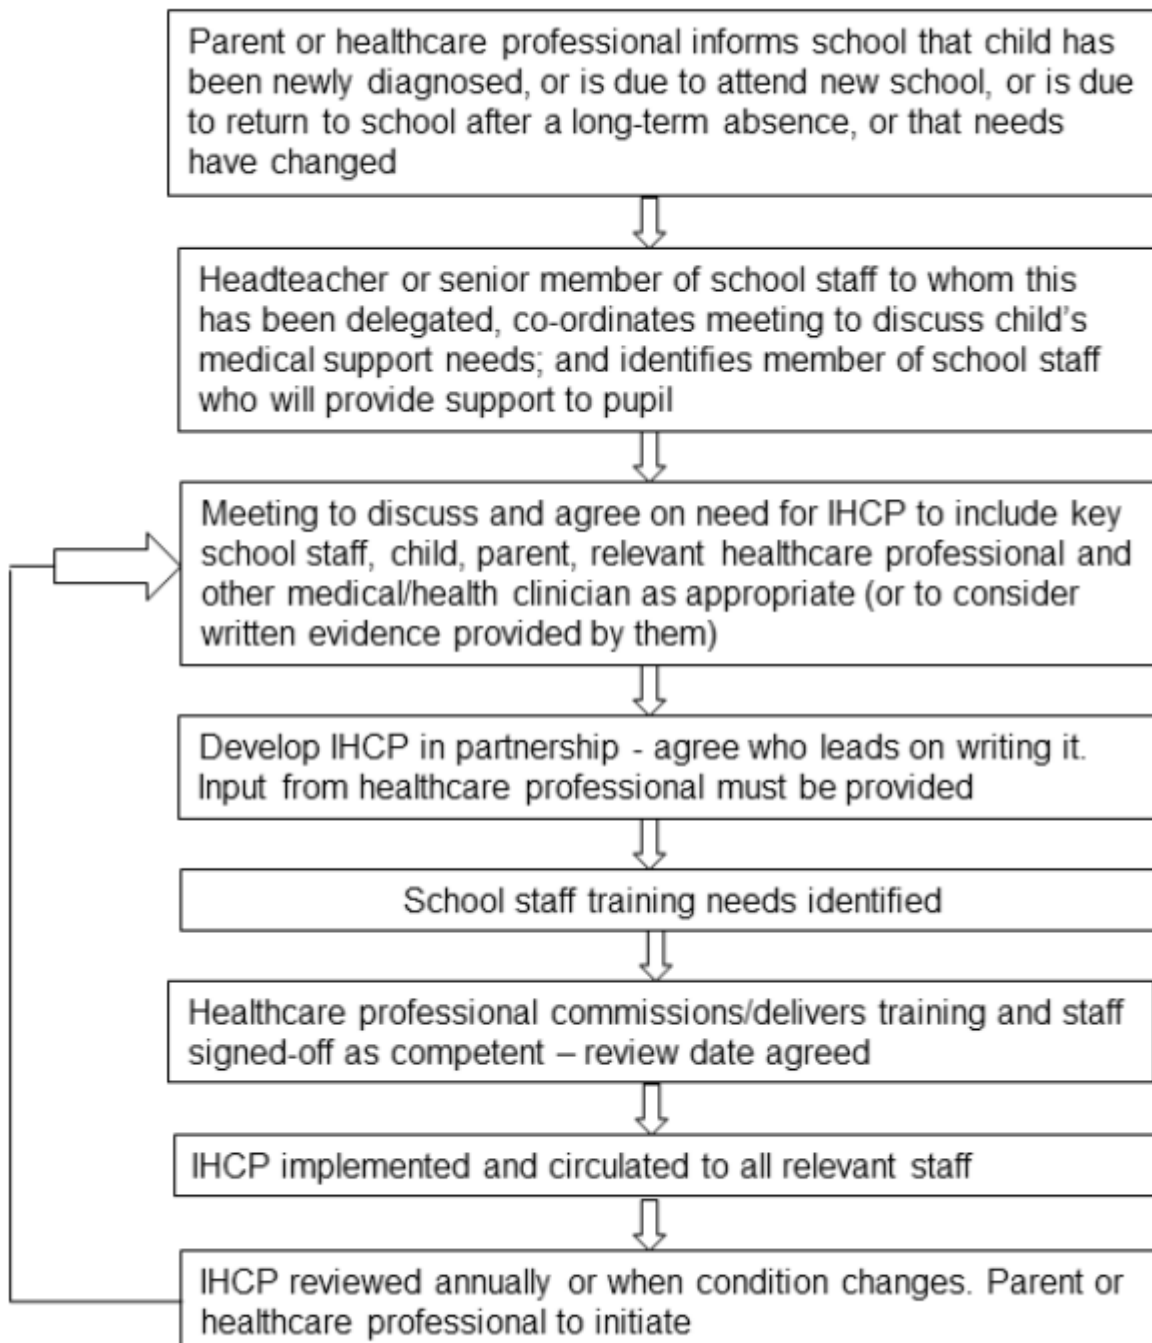 Parent or healthcare professional informs school that child has
been newly diagnosed, or is due to attend new school, or is due
to return to school after a long-term absence, or that needs
have changed
Headteacher or senior member of school staff to whom this
has been delegated, co-ordinates meeting to discuss child's
medical support needs; and identifies member of school staff
who will provide support to pupil
Meeting to discuss and agree on need for IHCP to include key
school staff, child, parent, relevant healthcare professional and
other medical/health clinician as appropriate (or to consider
written evidence provided by them)
Develop IHCP in partnership - agree who leads on writing it.
Input from healthcare professional must be provided
School staff training needs identified
Healthcare professional commissions/delivers training and staff
signed-off as competent – review date agreed
IHCP implemented and circulated to all relevant staff
IHCP reviewed annually or when condition changes. Parent or
healthcare professional to initiate